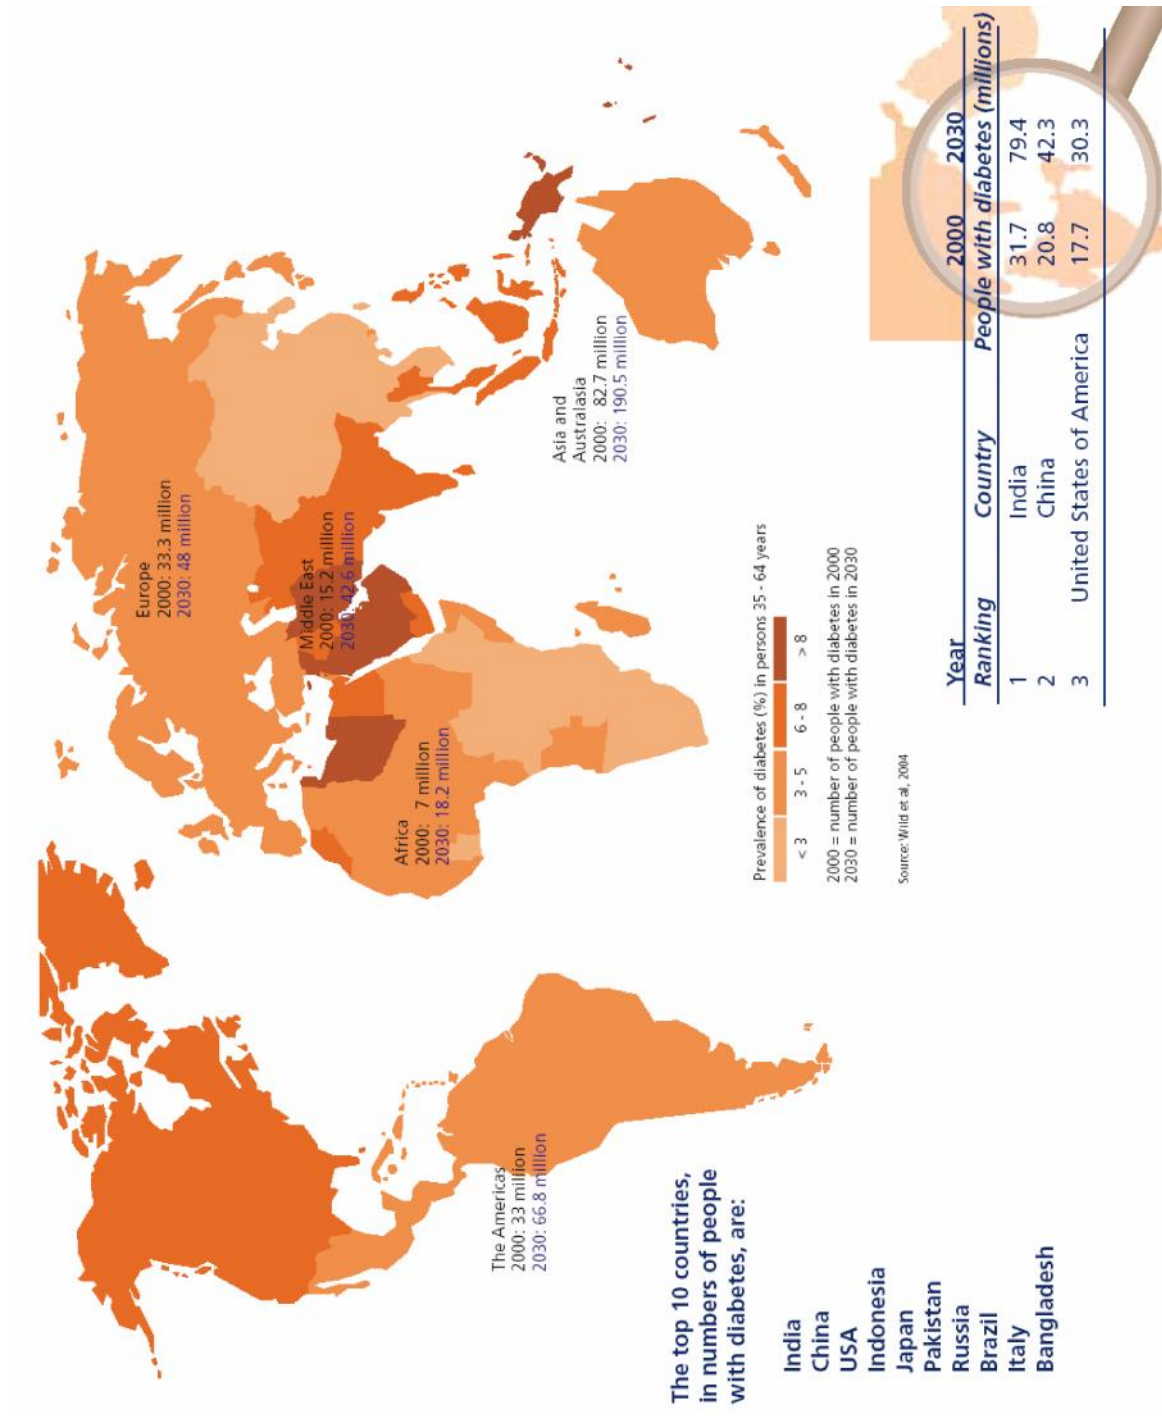 Europe
2000: 33.3 million
2030: 48 million
Middle East
2000: 15.2 million
2030: 42.6 million
Africa
2000: 7 million
2030: 18.2 million
The Americas
2000: 33 million
2030: 66.8 million
Asia and
Australasia
2000: 82.7 million
2030: 190.5 million
The top 10 countries,
in numbers of people
with diabetes, are:
India
China
USA
Indonesia
Japan
Pakistan
Russia
Brazil
Italy
Bangladesh
Prevalence of diabetes (%) in persons 35 - 64 years
< 3 3 - 5 6 - 8 > 8
2000 = number of people with diabetes in 2000
2030 = number of people with diabetes in 2030
Source: Wild et al, 2004
Year 2000 2030
Ranking Country People with diabetes (millions)
1 India 31.7 79.4
2 China 20.8 42.3
3 United States of America 17.7 30.3